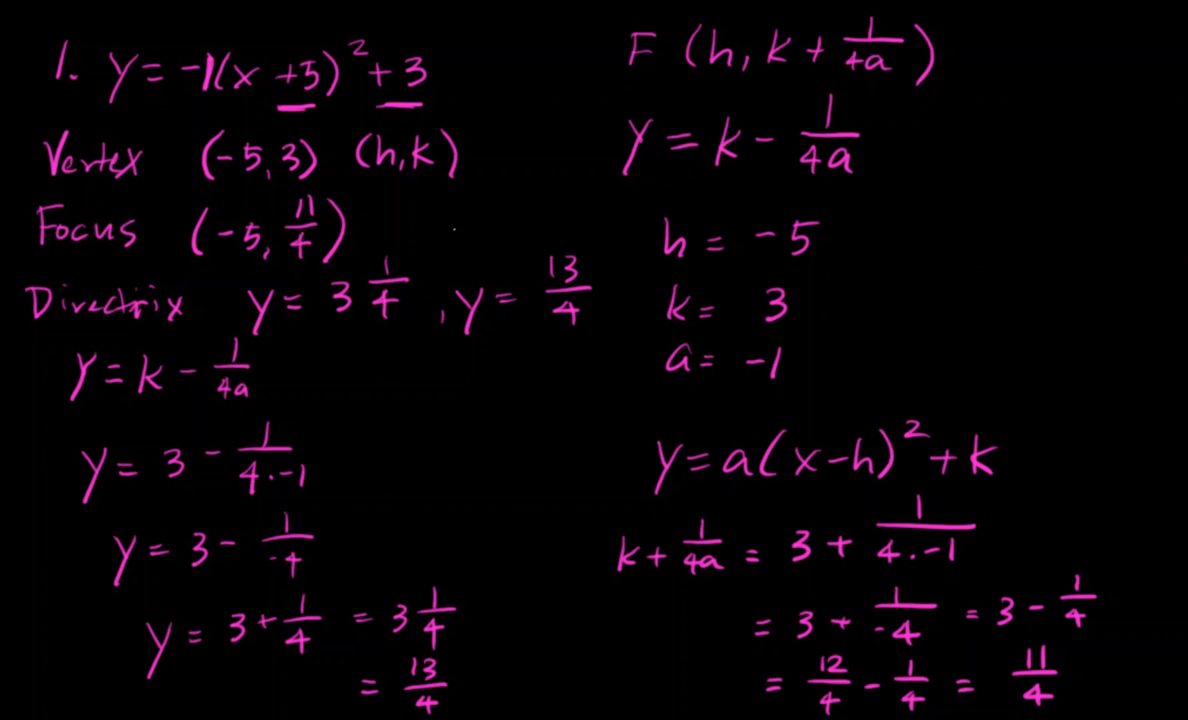 1. y = -1(x +5)² + 3
Vertex (-5, 3) (h, k)
Focus (-5, 11/4)
Directrix y = 3 1/4 , y = 13/4
y = k - 1/4a
y = 3 - 1/4·-1
y = 3 - 1/-4
y = 3 + 1/4 = 3 1/4
= 13/4
F (h, k + 1/4a)
y = k - 1/4a
h = -5
k = 3
a = -1
y = a(x-h)² + k
k + 1/4a = 3 + 1/4·-1
= 3 + 1/-4 = 3 - 1/4
= 12/4 - 1/4 = 11/4